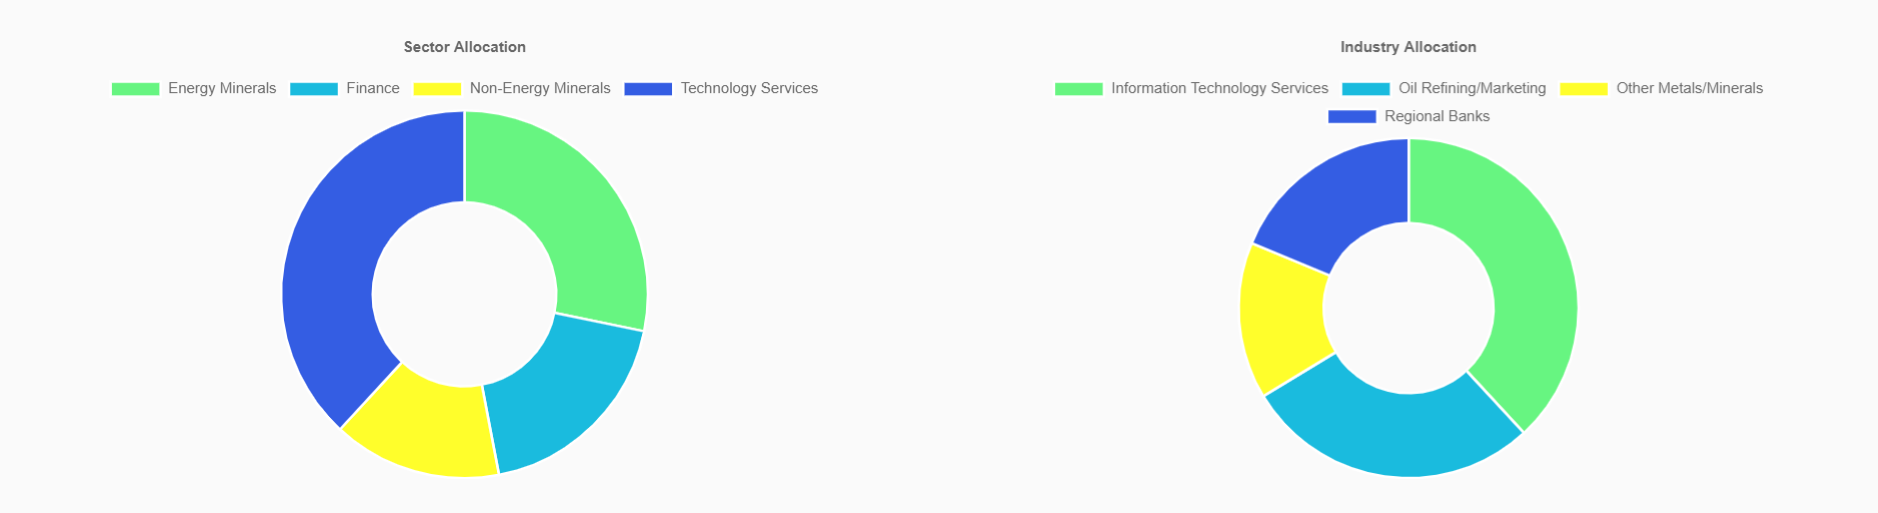 Sector Allocation
Energy Minerals Finance Non-Energy Minerals Technology Services
Industry Allocation
Information Technology Services Oil Refining/Marketing Other Metals/Minerals
Regional Banks